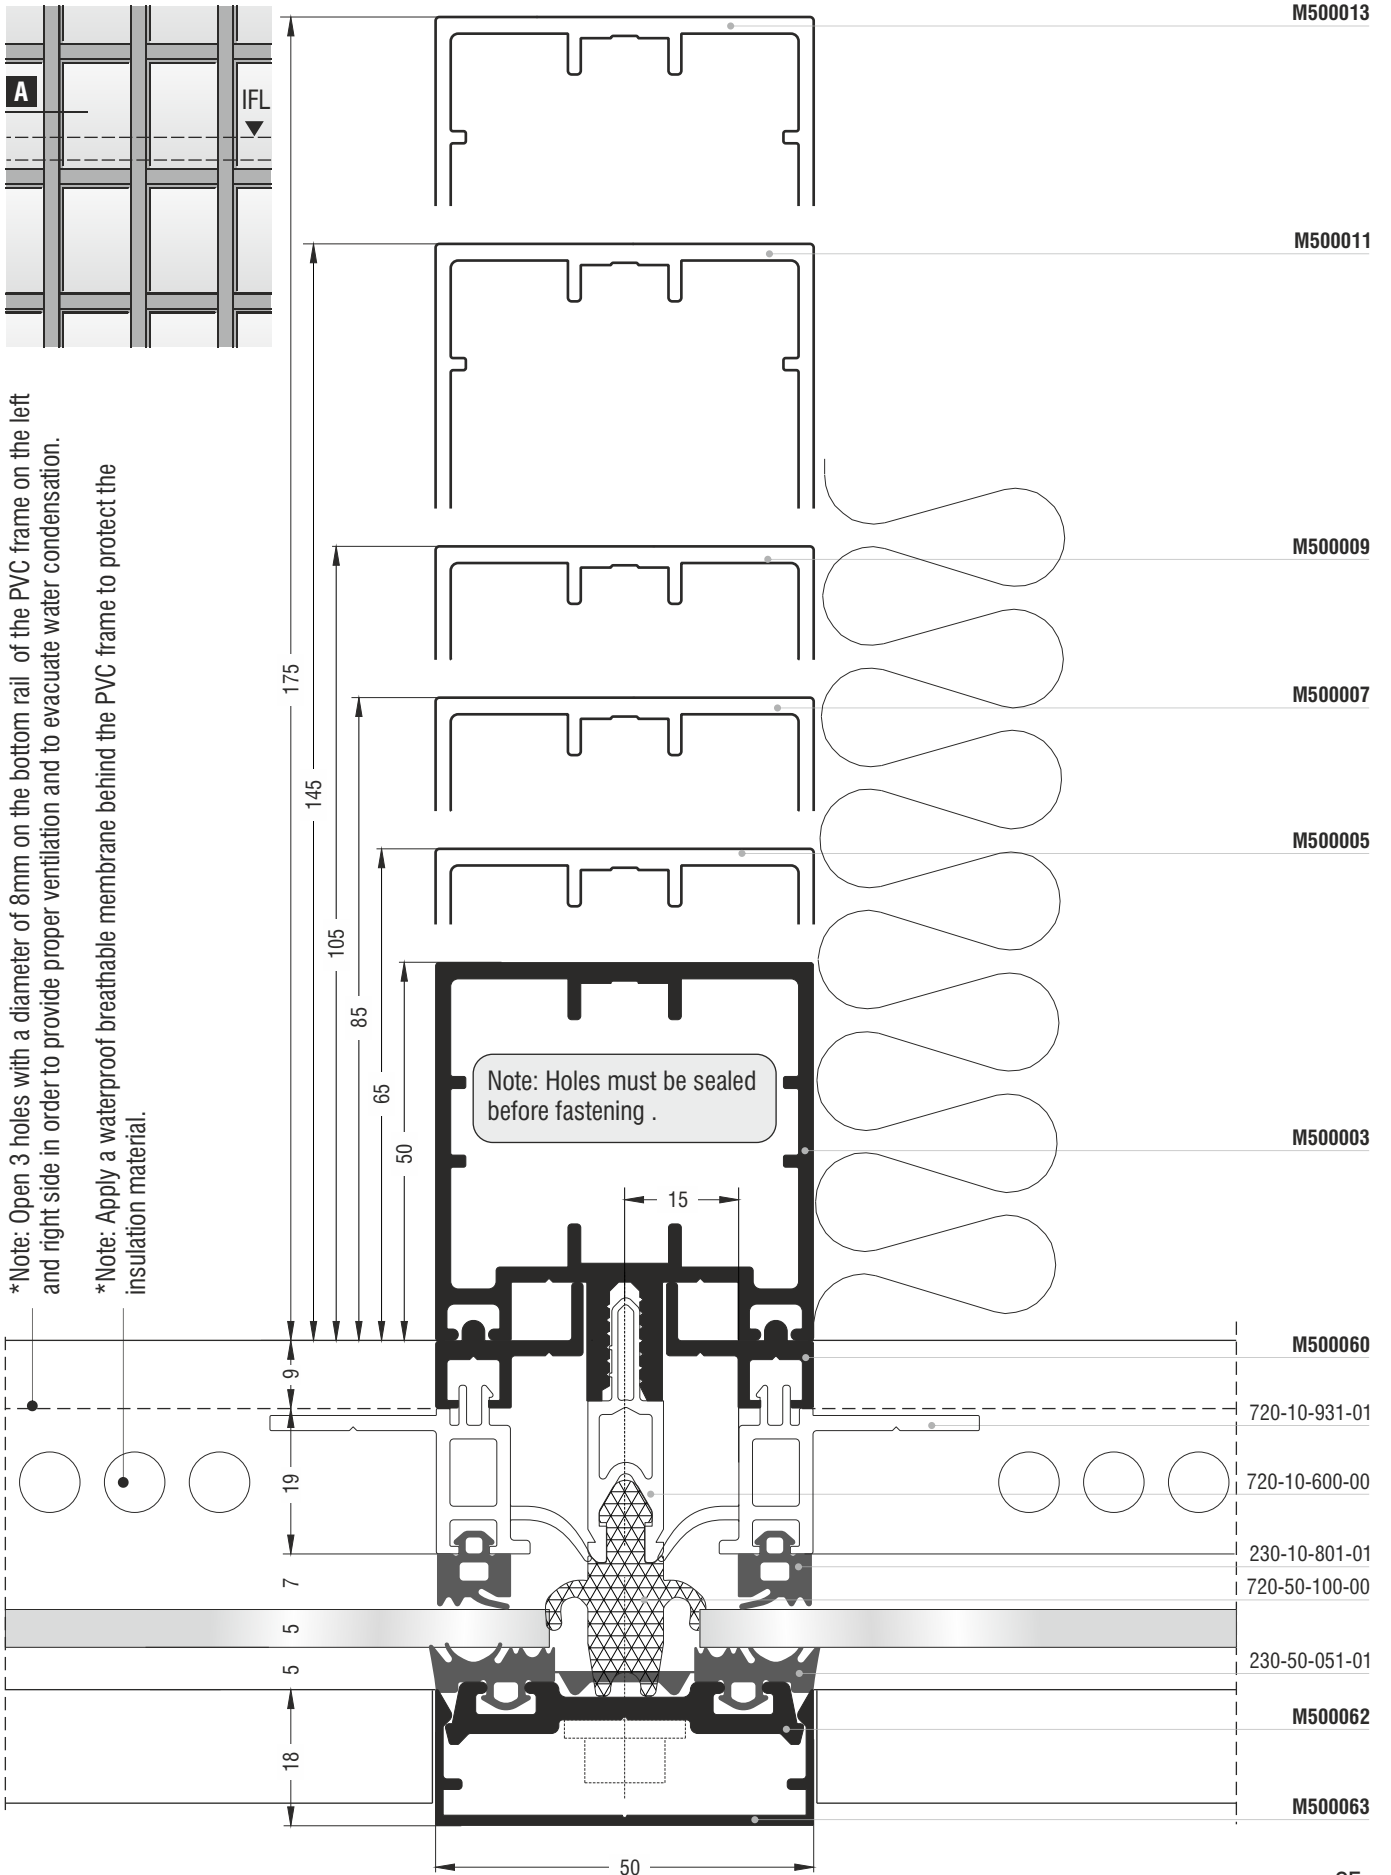 M500013
A
IFL
M500011
*Note: Open 3 holes with a diameter of 8mm on the bottom rail of the PVC frame on the left
and right side in order to provide proper ventilation and to evacuate water condensation.
*Note: Apply a waterproof breathable membrane behind the PVC frame to protect the
insulation material.
M500009
M500007
M500005
175
145
105
85
65
50
Note: Holes must be sealed
before fastening .
M500003
15
M500060
9
720-10-931-01
19
720-10-600-00
230-10-801-01
7
720-50-100-00
5
5
230-50-051-01
M500062
18
M500063
50